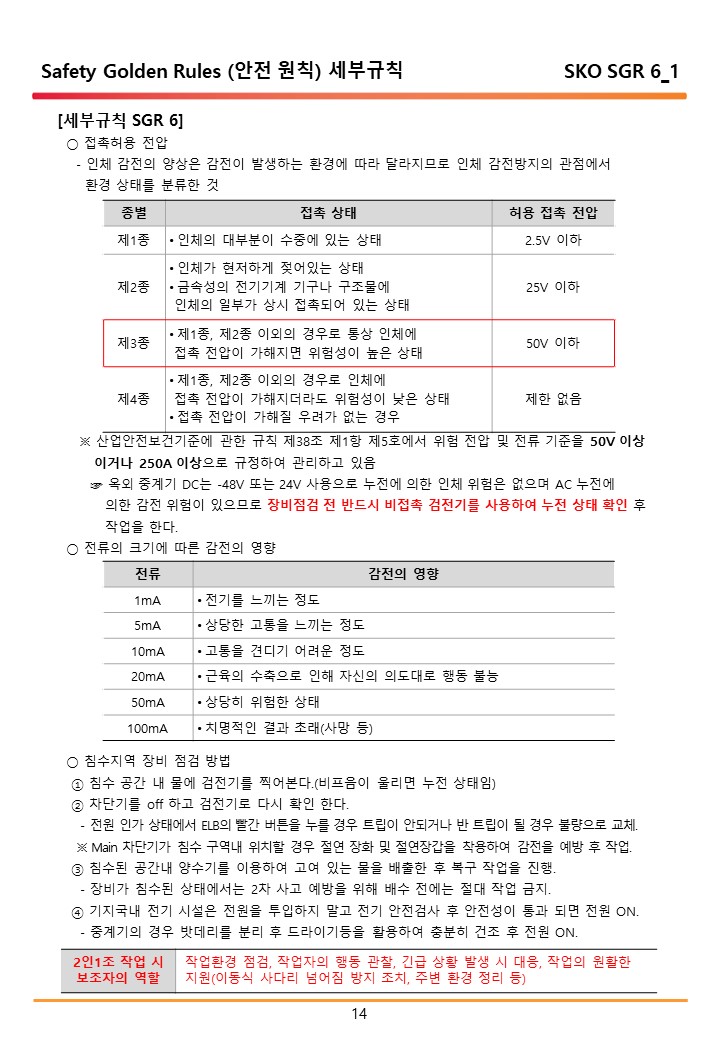 Safety Golden Rules (안전 원칙) 세부규칙
SKO SGR 6_1
[세부규칙 SGR 6]
○ 접촉허용 전압
- 인체 감전의 양상은 감전이 발생하는 환경에 따라 달라지므로 인체 감전방지의 관점에서
환경 상태를 분류한 것
종별 접촉 상태 허용 접촉 전압
제1종 • 인체의 대부분이 수중에 있는 상태 2.5V 이하
• 인체가 현저하게 젖어있는 상태
제2종 • 금속성의 전기기계 기구나 구조물에 25V 이하
인체의 일부가 상시 접촉되어 있는 상태
제3종 • 제1종, 제2종 이외의 경우로 통상 인체에 50V 이하
접촉 전압이 가해지면 위험성이 높은 상태
• 제1종, 제2종 이외의 경우로 인체에
제4종 접촉 전압이 가해지더라도 위험성이 낮은 상태 제한 없음
• 접촉 전압이 가해질 우려가 없는 경우
※ 산업안전보건기준에 관한 규칙 제38조 제1항 제5호에서 위험 전압 및 전류 기준을 50V 이상
이거나 250A 이상으로 규정하여 관리하고 있음
☞ 옥외 중계기 DC는 -48V 또는 24V 사용으로 누전에 의한 인체 위험은 없으며 AC 누전에
의한 감전 위험이 있으므로 장비점검 전 반드시 비접촉 검전기를 사용하여 누전 상태 확인 후
작업을 한다.
○ 전류의 크기에 따른 감전의 영향
전류 감전의 영향
1mA • 전기를 느끼는 정도
5mA • 상당한 고통을 느끼는 정도
10mA • 고통을 견디기 어려운 정도
20mA • 근육의 수축으로 인해 자신의 의도대로 행동 불능
50mA • 상당히 위험한 상태
100mA • 치명적인 결과 초래(사망 등)
○ 침수지역 장비 점검 방법
① 침수 공간 내 물에 검전기를 찍어본다.(비프음이 울리면 누전 상태임)
② 차단기를 off 하고 검전기로 다시 확인 한다.
- 전원 인가 상태에서 ELB의 빨간 버튼을 누를 경우 트립이 안되거나 반 트립이 될 경우 불량으로 교체.
※ Main 차단기가 침수 구역내 위치할 경우 절연 장화 및 절연장갑을 착용하여 감전을 예방 후 작업.
③ 침수된 공간내 양수기를 이용하여 고여 있는 물을 배출한 후 복구 작업을 진행.
- 장비가 침수된 상태에서는 2차 사고 예방을 위해 배수 전에는 절대 작업 금지.
④ 기지국내 전기 시설은 전원을 투입하지 말고 전기 안전검사 후 안전성이 통과 되면 전원 ON.
- 중계기의 경우 밧데리를 분리 후 드라이기등을 활용하여 충분히 건조 후 전원 ON.
2인1조 작업 시 작업환경 점검, 작업자의 행동 관찰, 긴급 상황 발생 시 대응, 작업의 원활한
보조자의 역할 지원(이동식 사다리 넘어짐 방지 조치, 주변 환경 정리 등)
14